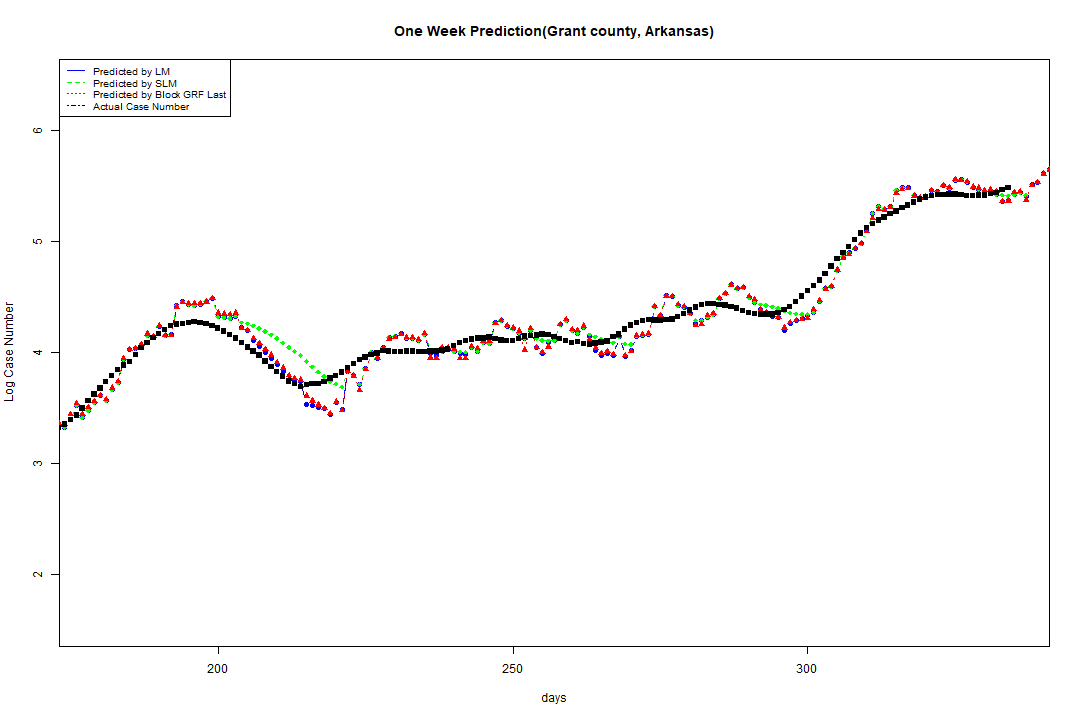 One Week Prediction(Grant county, Arkansas)
Predicted by LM
Predicted by SLM
Predicted by Block GRF Last
Actual Case Number
6
5
4
3
2
Log Case Number
200 250 300
days